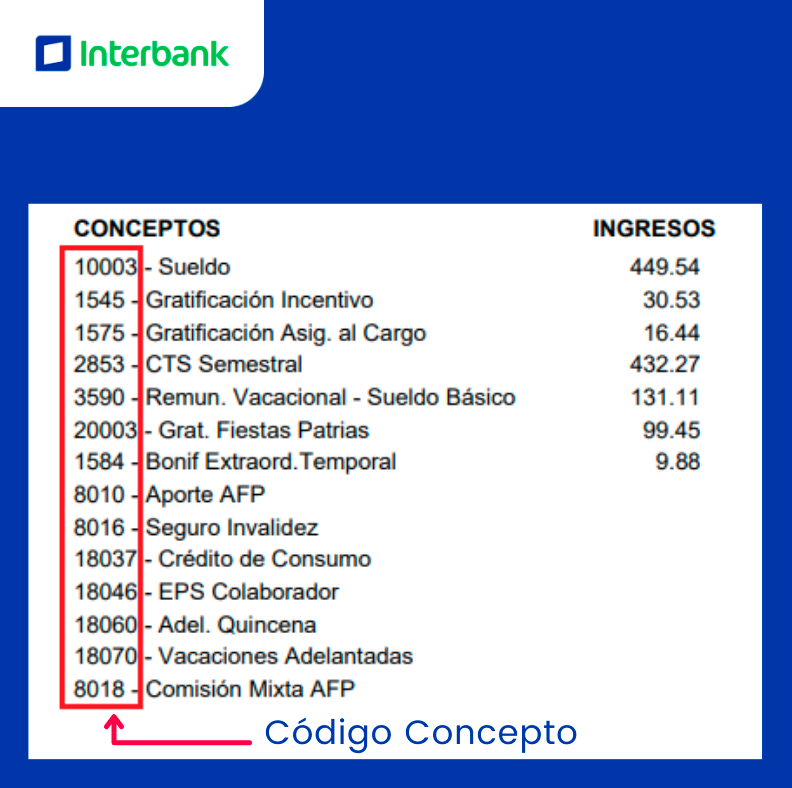 Interbank
CONCEPTOS INGRESOS
10003 - Sueldo 449.54
1545 - Gratificación Incentivo 30.53
1575 - Gratificación Asig. al Cargo 16.44
2853 - CTS Semestral 432.27
3590 - Remun. Vacacional - Sueldo Básico 131.11
20003 - Grat. Fiestas Patrias 99.45
1584 - Bonif Extraord.Temporal 9.88
8010 - Aporte AFP
8016 - Seguro Invalidez
18037 - Crédito de Consumo
18046 - EPS Colaborador
18060 - Adel. Quincena
18070 - Vacaciones Adelantadas
8018 - Comisión Mixta AFP
Código Concepto